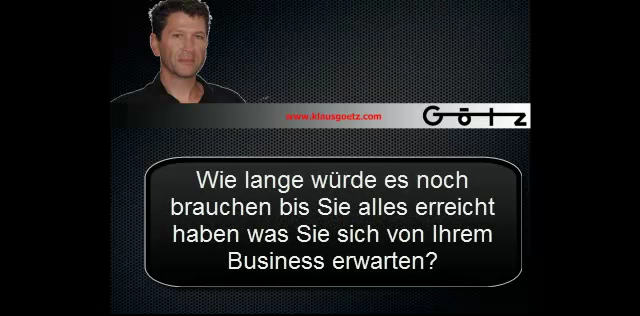 www.klausgoetz.com
Götz
Wie lange würde es noch
brauchen bis Sie alles erreicht
haben was Sie sich von Ihrem
Business erwarten?